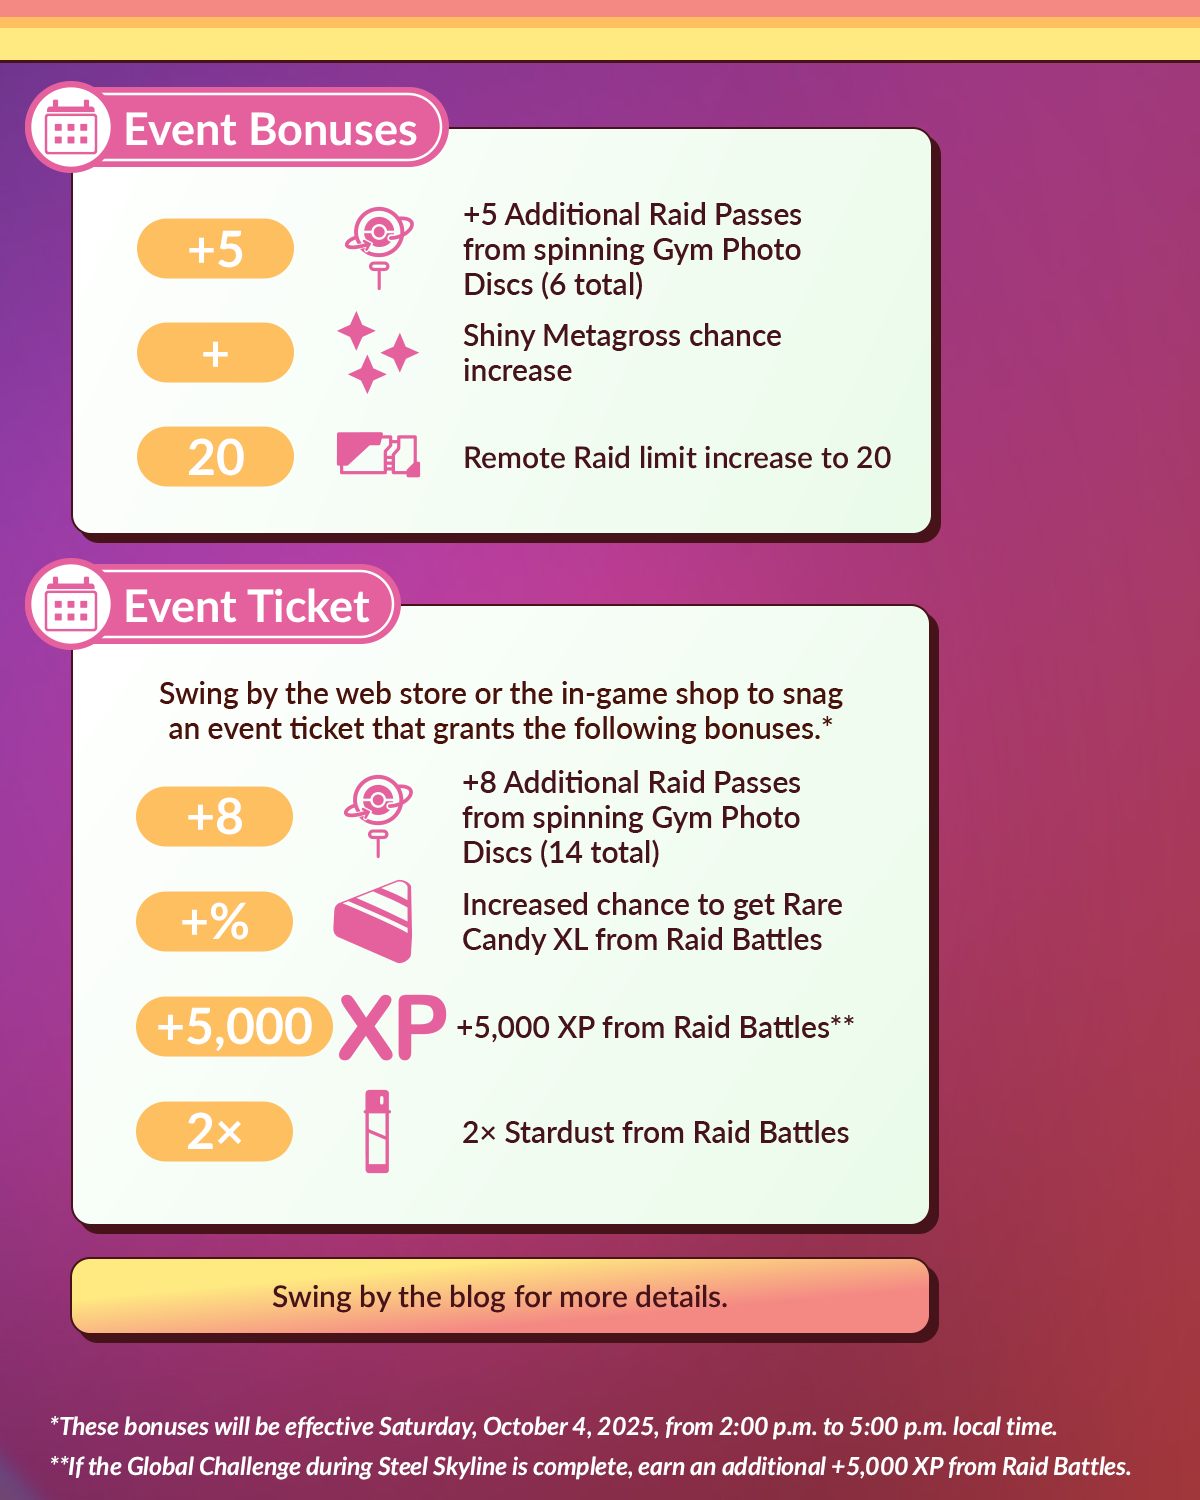 Event Bonuses
+5
+5 Additional Raid Passes
from spinning Gym Photo
Discs (6 total)
+
Shiny Metagross chance
increase
20
Remote Raid limit increase to 20
Event Ticket
Swing by the web store or the in-game shop to snag
an event ticket that grants the following bonuses.*
+8
+8 Additional Raid Passes
from spinning Gym Photo
Discs (14 total)
+%
Increased chance to get Rare
Candy XL from Raid Battles
+5,000
XP
+5,000 XP from Raid Battles**
2×
2× Stardust from Raid Battles
Swing by the blog for more details.
*These bonuses will be effective Saturday, October 4, 2025, from 2:00 p.m. to 5:00 p.m. local time.
**If the Global Challenge during Steel Skyline is complete, earn an additional +5,000 XP from Raid Battles.